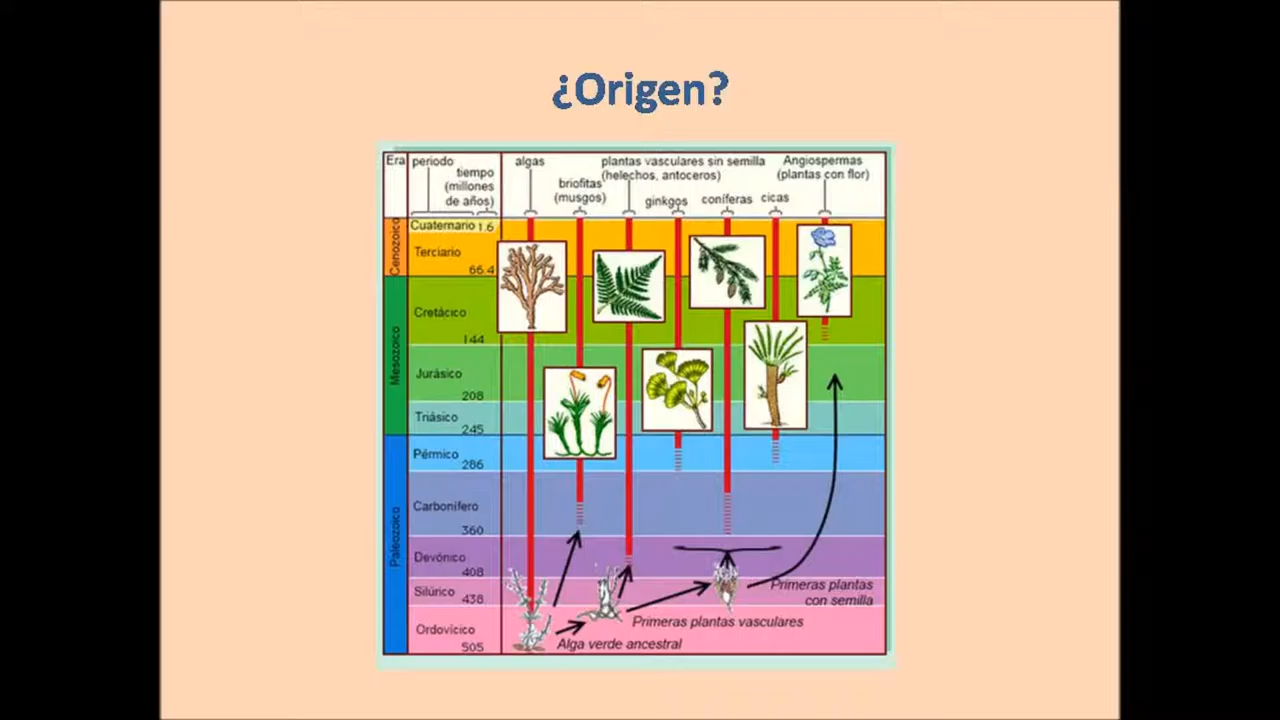 ¿Origen?
Era
periodo
tiempo
(millones
de años)
algas
briofitas
(musgos)
plantas vasculares sin semilla
(helechos, antoceros)
ginkgos
coníferas
cicas
Angiospermas
(plantas con flor)
Cenozoico
Cuaternario 1.6
Terciario
66.4
Mesozoico
Cretácico
144
Jurásico
208
Triásico
245
Paleozoico
Pérmico
286
Carbonífero
360
Devónico
408
Silúrico
438
Ordovícico
505
Primeras plantas
con semilla
Primeras plantas vasculares
Alga verde ancestral